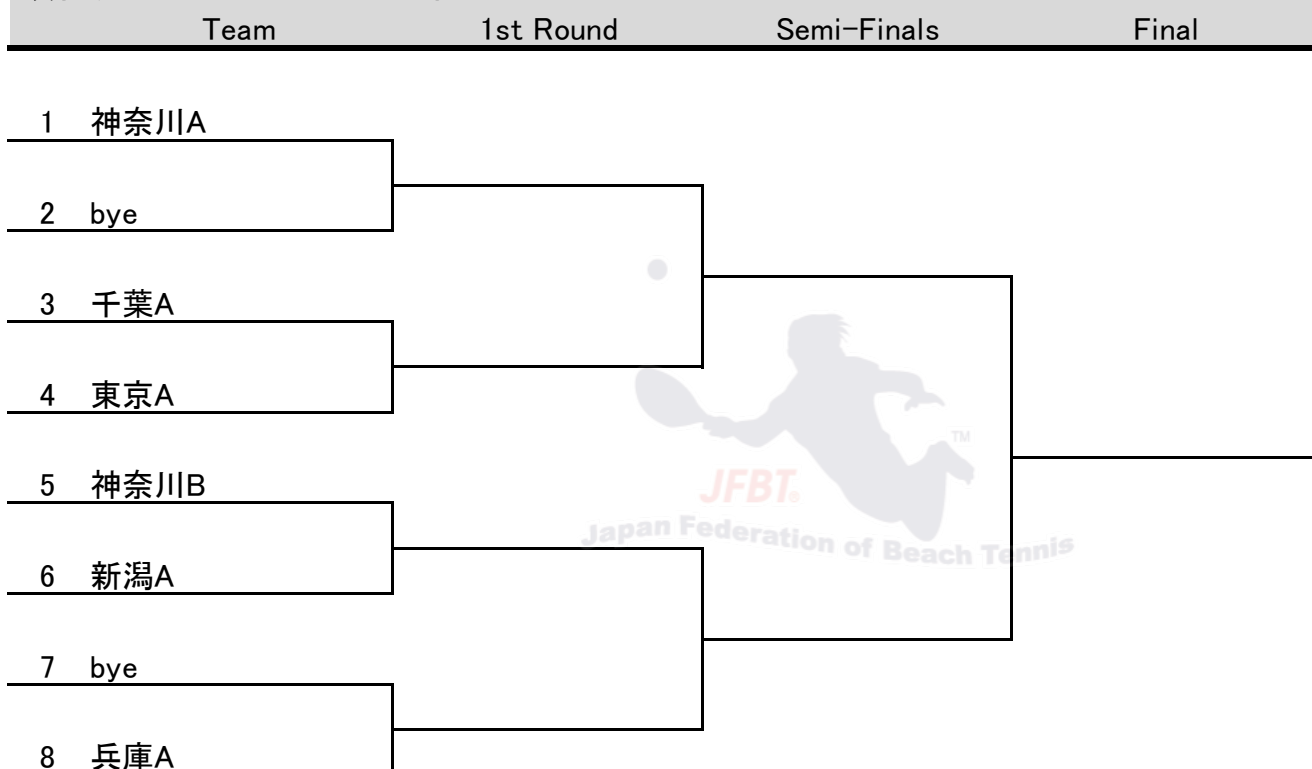 Team 1st Round Semi-Finals Final
1 神奈川A
2 bye
3 千葉A
4 東京A
TM
5 神奈川B
JFBT®
Japan Federation of Beach Tennis
6 新潟A
7 bye
8 兵庫A